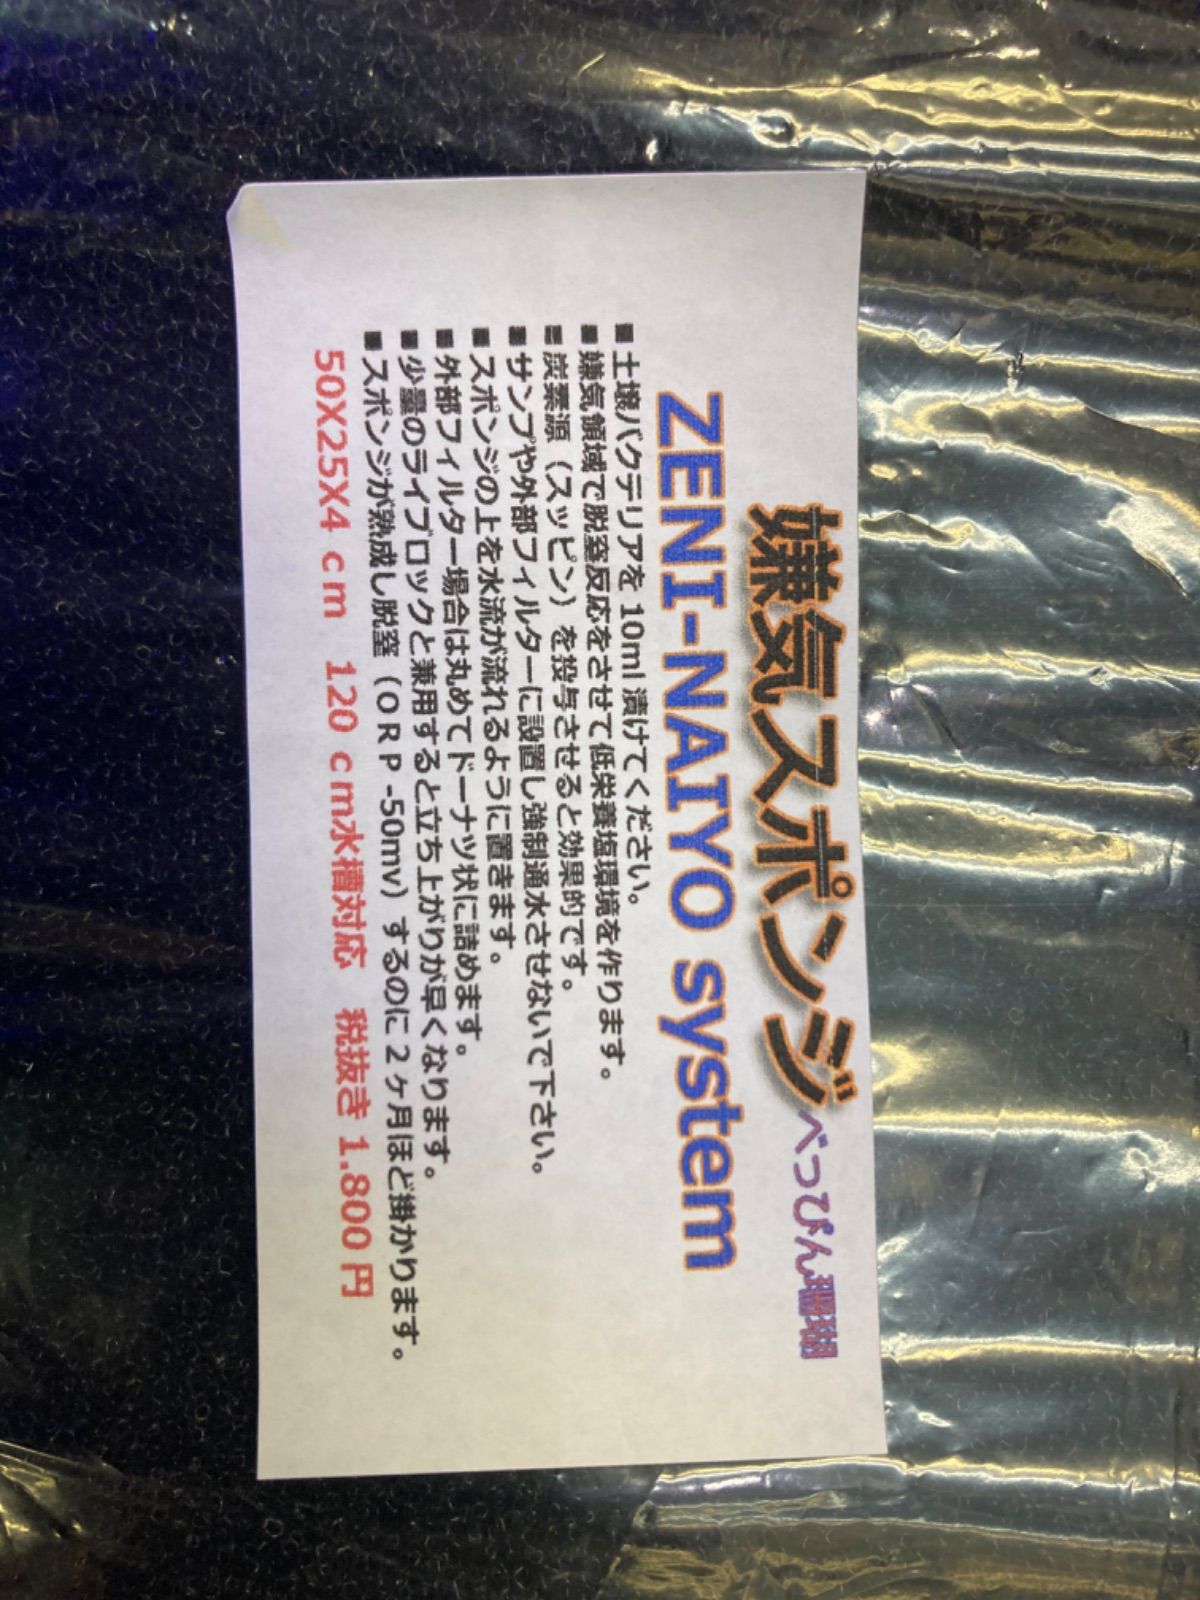 嫌気スポンジべっぴん珊瑚
ZENI-NAIYO system
■土壌バクテリアを 10ml 漬けてください。
■嫌気領域で脱窒反応をさせて低栄養塩環境を作ります。
■炭素源（スッピン）を投与させると効果的です。
■サンプや外部フィルターに設置し強制通水させないで下さい。
■スポンジの上を水流が流れるように置きます。
■外部フィルター場合は丸めてドーナツ状に詰めます。
■少量のライブロックと兼用すると立ち上がりが早くなります。
■スポンジが熟成し脱窒（ＯＲＰ -50mv）するのに２ヶ月ほど掛かります。
50X25X4 ｃｍ　120 ｃｍ水槽対応　税抜き 1.800 円